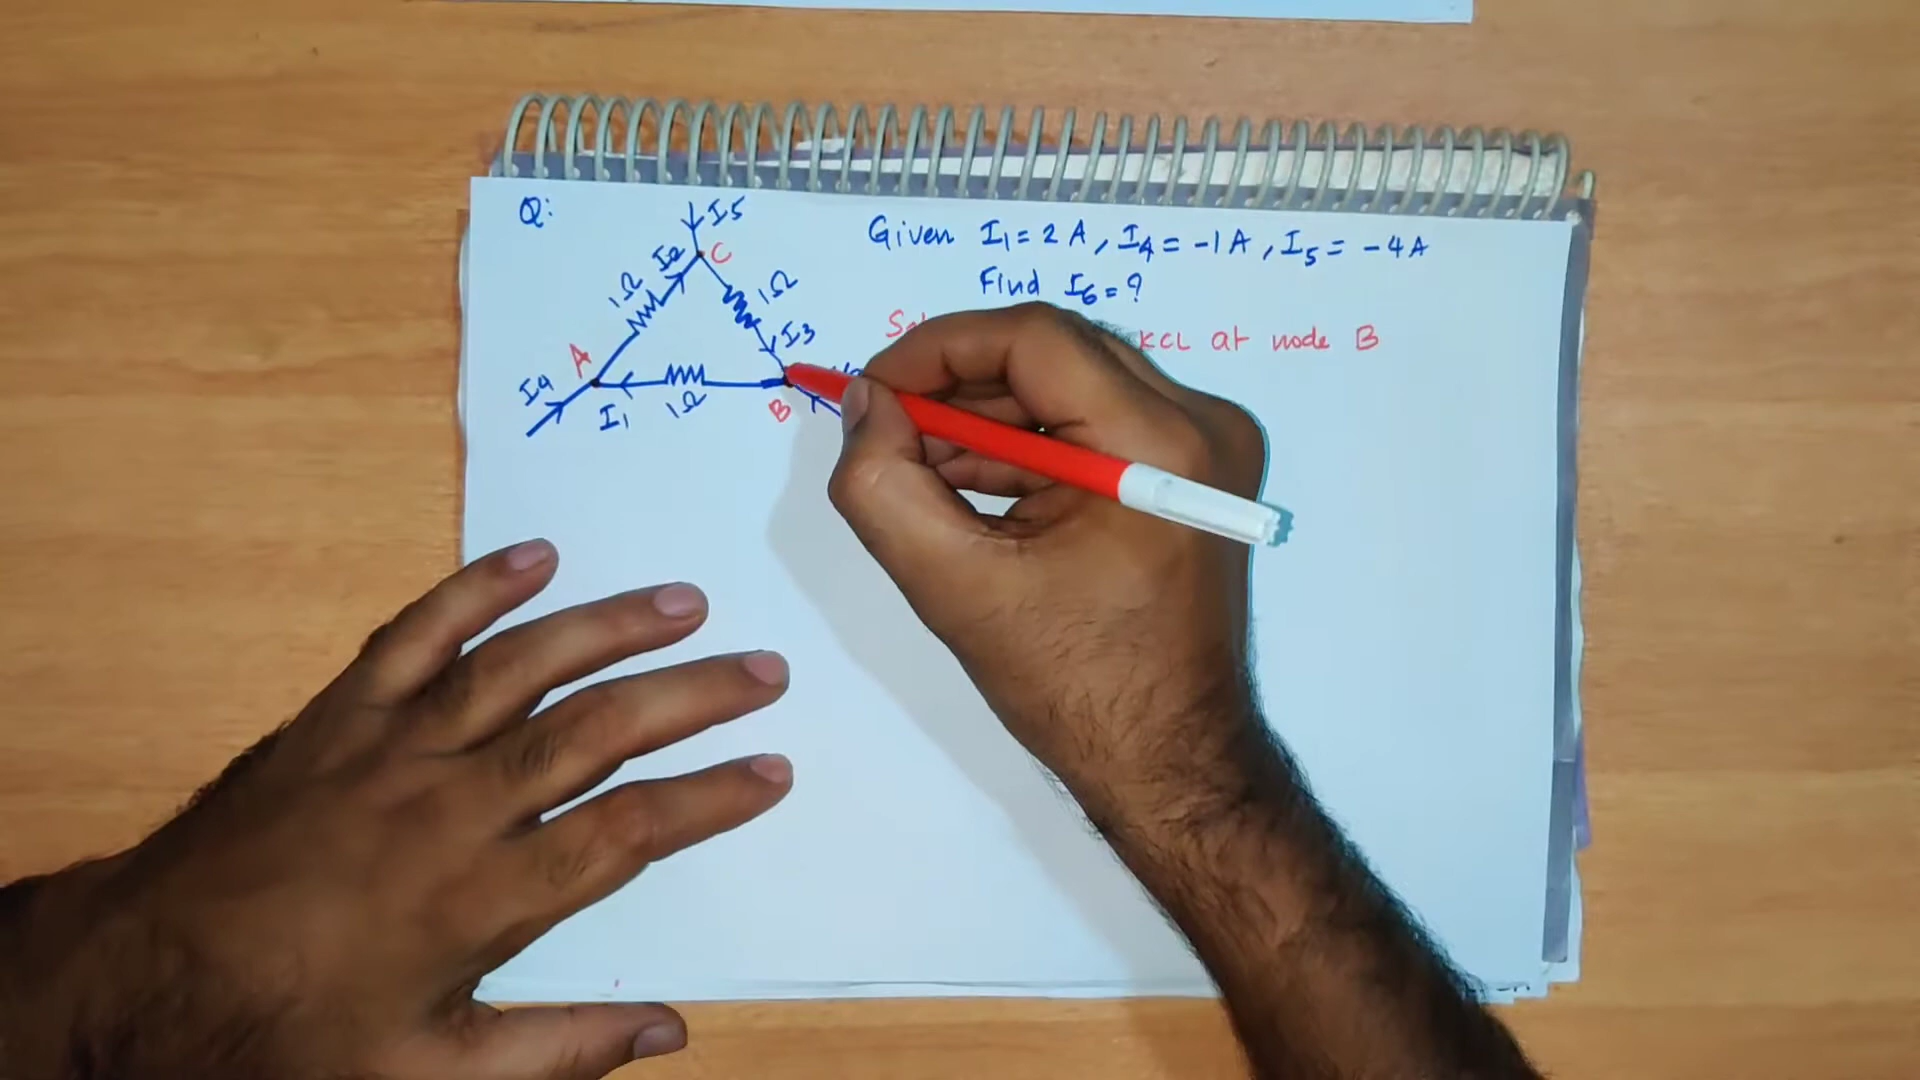 Q:
I5
C
I2
1Ω
1Ω
I3
A
I4
I1
1Ω
B
Given I1 = 2 A, I4 = -1 A, I5 = -4 A
Find I6 = ?
KCL at node B